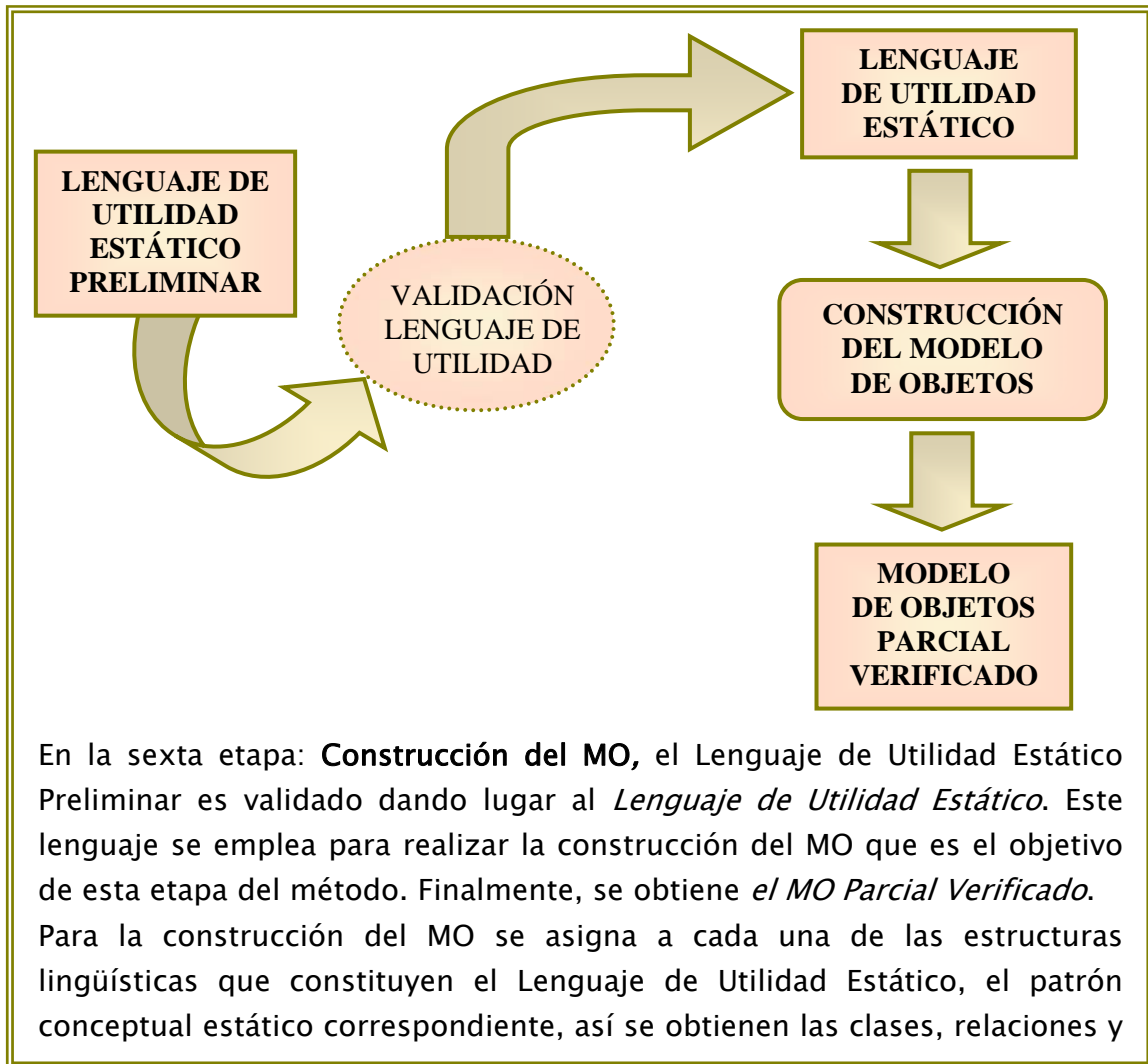 LENGUAJE DE
UTILIDAD
ESTÁTICO
PRELIMINAR
VALIDACIÓN
LENGUAJE DE
UTILIDAD
LENGUAJE
DE UTILIDAD
ESTÁTICO
CONSTRUCCIÓN
DEL MODELO
DE OBJETOS
MODELO
DE OBJETOS
PARCIAL
VERIFICADO
En la sexta etapa: Construcción del MO, el Lenguaje de Utilidad Estático
Preliminar es validado dando lugar al Lenguaje de Utilidad Estático. Este
lenguaje se emplea para realizar la construcción del MO que es el objetivo
de esta etapa del método. Finalmente, se obtiene el MO Parcial Verificado.
Para la construcción del MO se asigna a cada una de las estructuras
lingüísticas que constituyen el Lenguaje de Utilidad Estático, el patrón
conceptual estático correspondiente, así se obtienen las clases, relaciones y